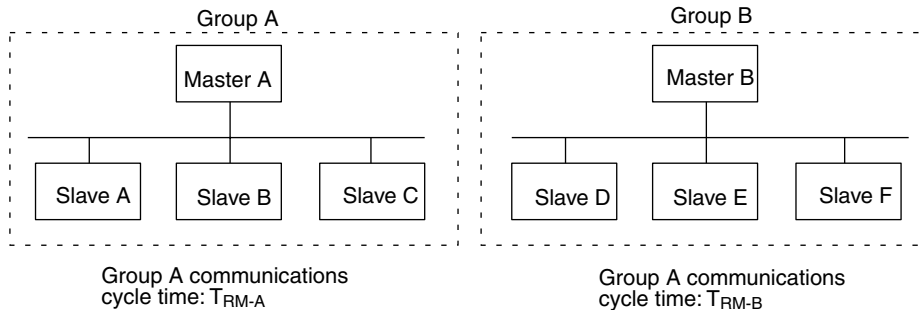 Group A
Group B
Master A
Master B
Slave A
Slave B
Slave C
Slave D
Slave E
Slave F
Group A communications
cycle time: TRM-A
Group A communications
cycle time: TRM-B